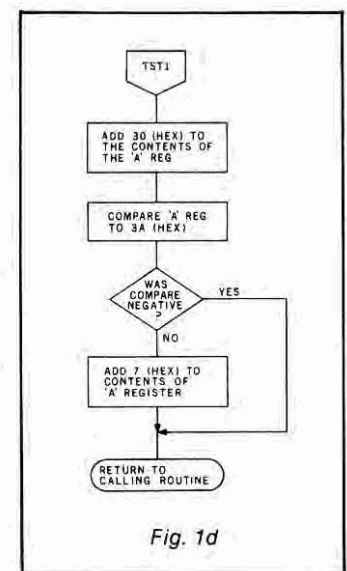 TST1
ADD 30 (HEX) TO
THE CONTENTS OF
THE 'A' REG
COMPARE 'A' REG
TO 3A (HEX)
WAS
COMPARE
NEGATIVE
?
YES
NO
ADD 7 (HEX) TO
CONTENTS OF
'A' REGISTER
RETURN TO
CALLING ROUTINE
Fig. 1d